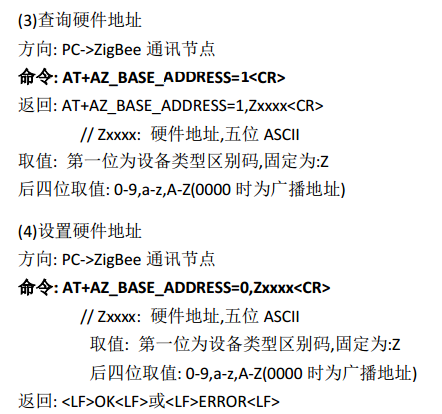 (3)查询硬件地址
方向: PC->ZigBee 通讯节点
命令: AT+AZ_BASE_ADDRESS=1<CR>
返回: AT+AZ_BASE_ADDRESS=1,Zxxxx<CR>
// Zxxxx: 硬件地址,五位 ASCII
取值: 第一位为设备类型区别码,固定为:Z
后四位取值: 0-9,a-z,A-Z(0000 时为广播地址)
(4)设置硬件地址
方向: PC->ZigBee 通讯节点
命令: AT+AZ_BASE_ADDRESS=0,Zxxxx<CR>
// Zxxxx: 硬件地址,五位 ASCII
取值: 第一位为设备类型区别码,固定为:Z
后四位取值: 0-9,a-z,A-Z(0000 时为广播地址)
返回: <LF>OK<LF>或<LF>ERROR<LF>